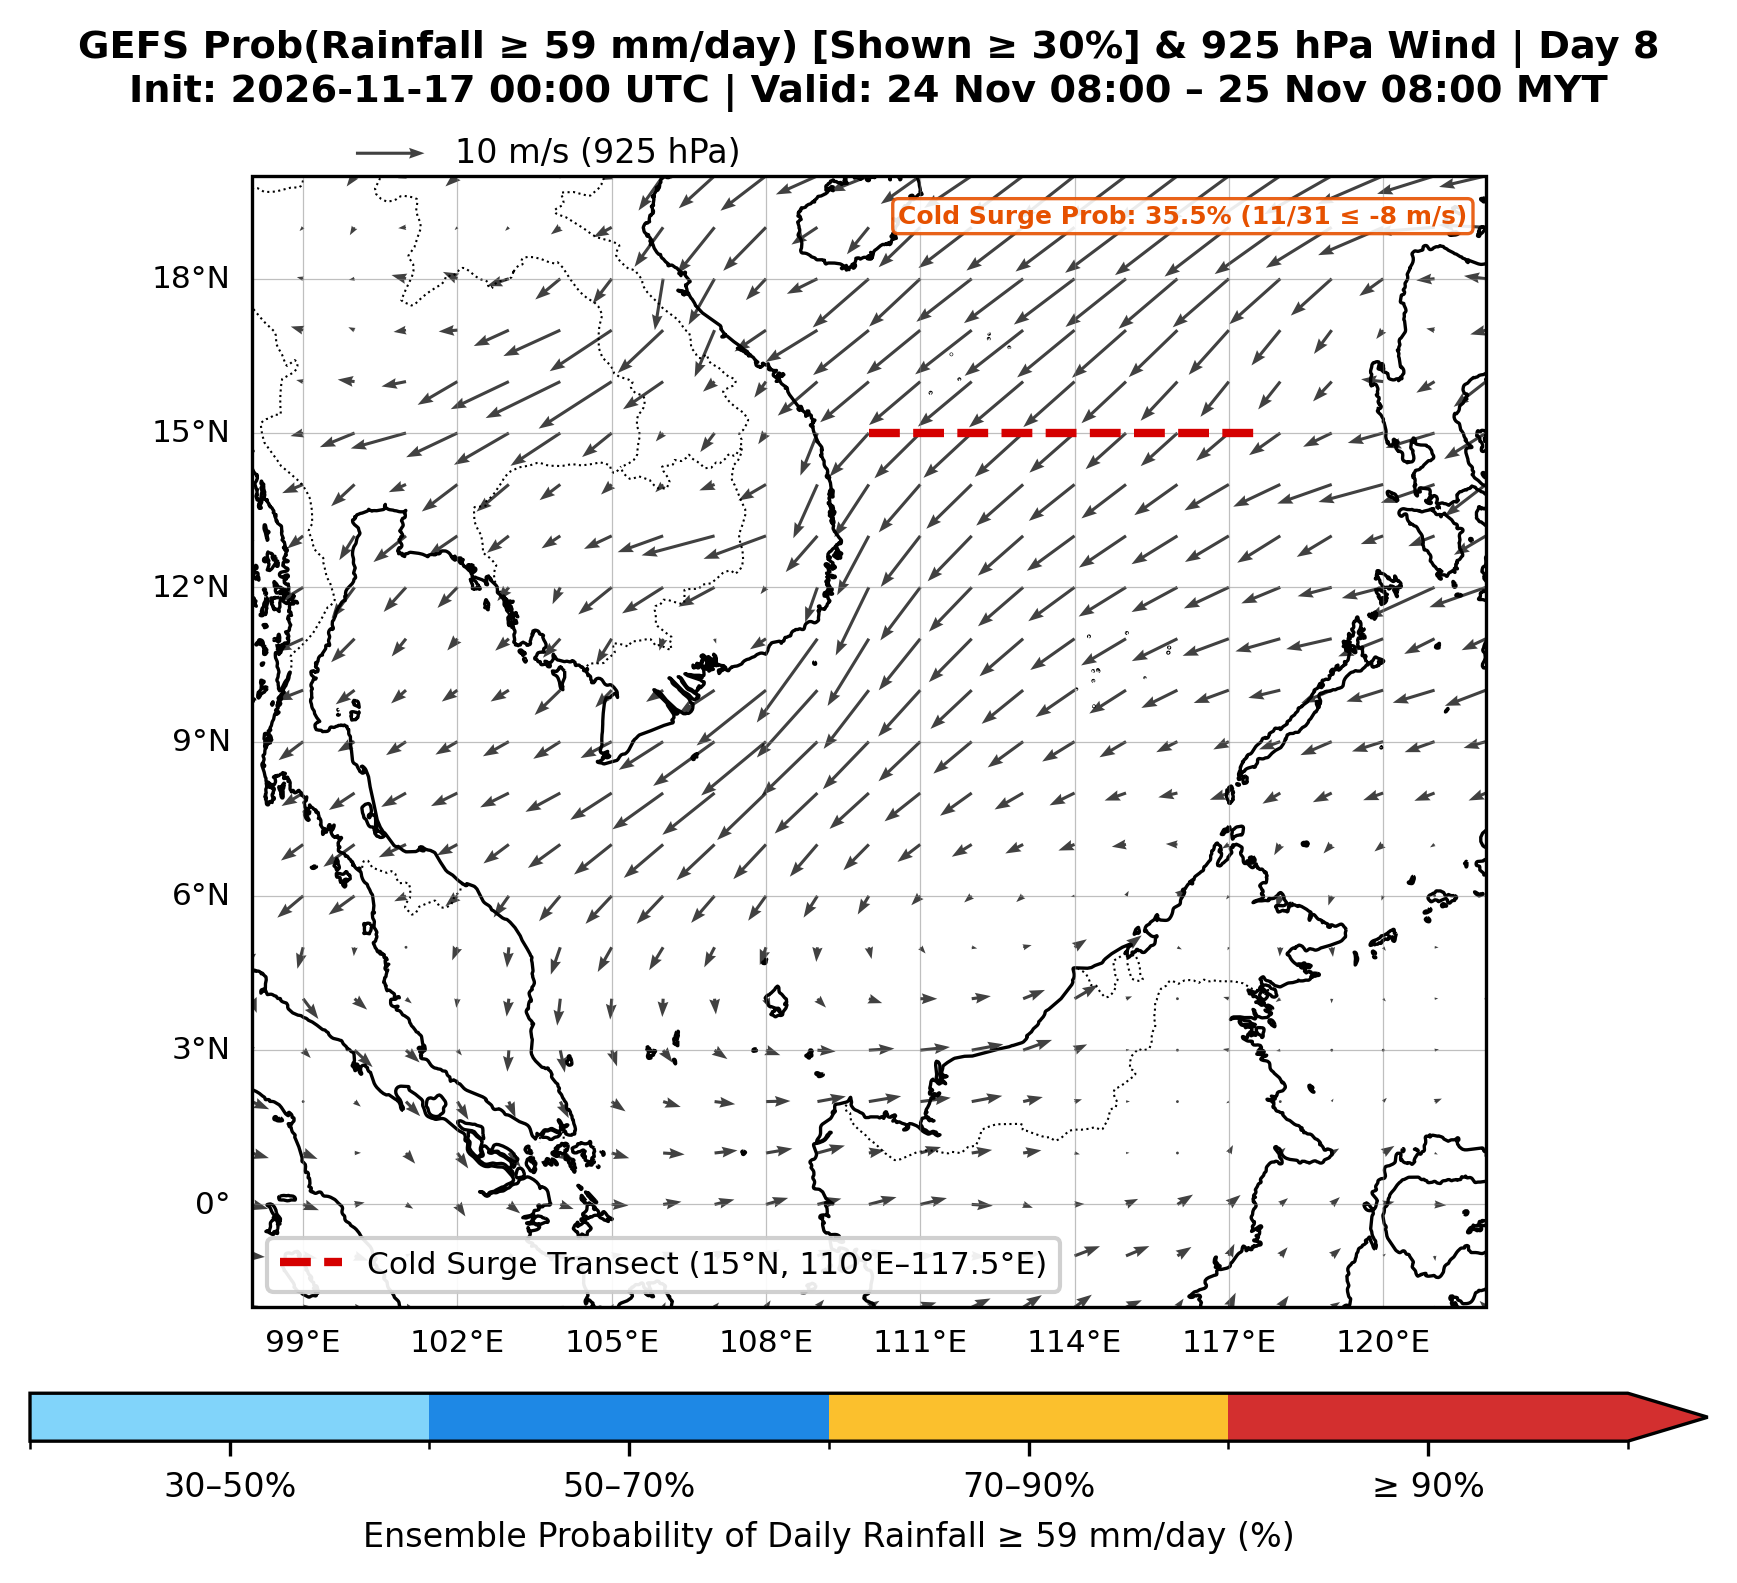 GEFS Prob(Rainfall ≥ 59 mm/day) [Shown ≥ 30%] & 925 hPa Wind | Day 8
Init: 2026-11-17 00:00 UTC | Valid: 24 Nov 08:00 – 25 Nov 08:00 MYT
10 m/s (925 hPa)
Cold Surge Prob: 35.5% (11/31 ≤ -8 m/s)
18°N
15°N
12°N
9°N
6°N
3°N
0°
Cold Surge Transect (15°N, 110°E–117.5°E)
99°E 102°E 105°E 108°E 111°E 114°E 117°E 120°E
30–50% 50–70% 70–90% ≥ 90%
Ensemble Probability of Daily Rainfall ≥ 59 mm/day (%)